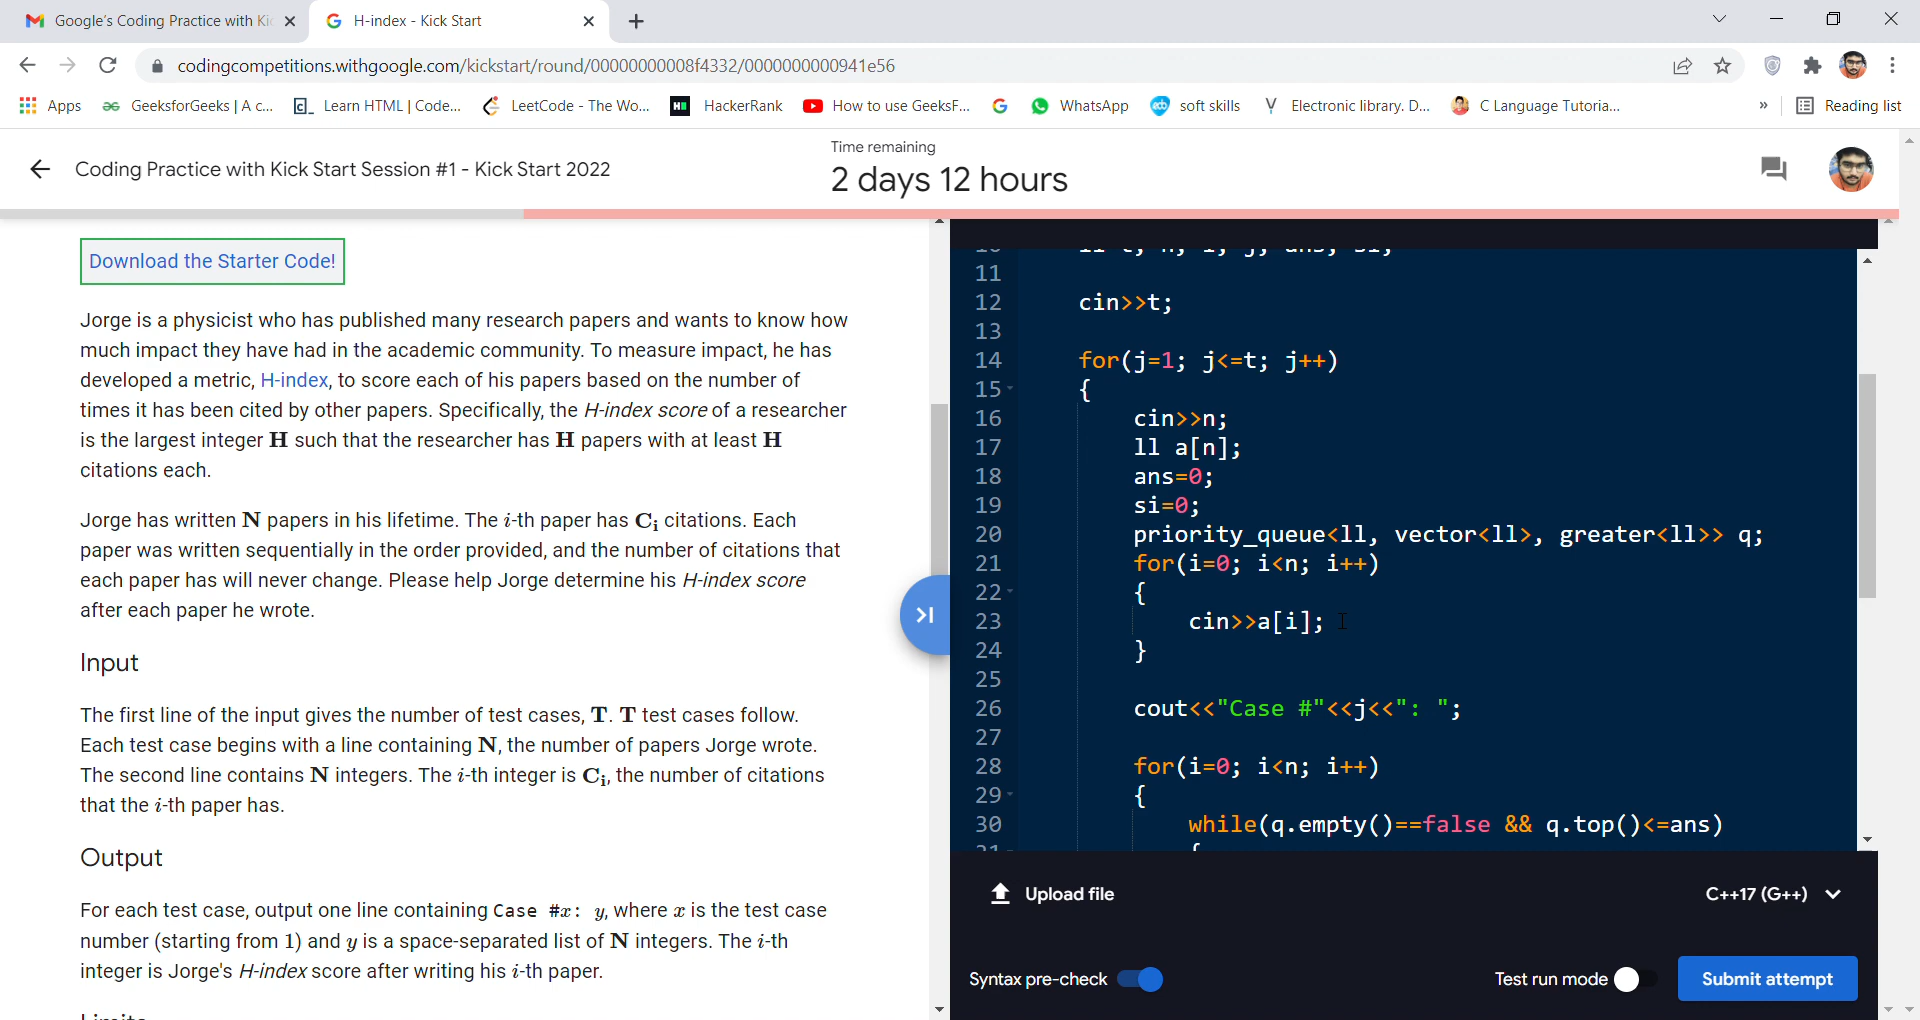 Google's Coding Practice with Ki
H-index - Kick Start
codingcompetitions.withgoogle.com/kickstart/round/00000000008f4332/0000000000941e56
Apps
GeeksforGeeks | A c...
Learn HTML | Code...
LeetCode - The Wo...
HackerRank
How to use GeeksF...
WhatsApp
soft skills
Electronic library. D...
C Language Tutoria...
»
Reading list
Coding Practice with Kick Start Session #1 - Kick Start 2022
Time remaining
2 days 12 hours
Download the Starter Code!
Jorge is a physicist who has published many research papers and wants to know how
much impact they have had in the academic community. To measure impact, he has
developed a metric, H-index, to score each of his papers based on the number of
times it has been cited by other papers. Specifically, the H-index score of a researcher
is the largest integer H such that the researcher has H papers with at least H
citations each.
Jorge has written N papers in his lifetime. The i-th paper has Ci citations. Each
paper was written sequentially in the order provided, and the number of citations that
each paper has will never change. Please help Jorge determine his H-index score
after each paper he wrote.
Input
The first line of the input gives the number of test cases, T. T test cases follow.
Each test case begins with a line containing N, the number of papers Jorge wrote.
The second line contains N integers. The i-th integer is Ci, the number of citations
that the i-th paper has.
Output
For each test case, output one line containing Case #x: y, where x is the test case
number (starting from 1) and y is a space-separated list of N integers. The i-th
integer is Jorge's H-index score after writing his i-th paper.
11
12 cin>>t;
13
14 for(j=1; j<=t; j++)
15 {
16 cin>>n;
17 ll a[n];
18 ans=0;
19 si=0;
20 priority_queue<ll, vector<ll>, greater<ll>> q;
21 for(i=0; i<n; i++)
22 {
23 cin>>a[i];
24 }
25
26 cout<<"Case #"<<j<<": ";
27
28 for(i=0; i<n; i++)
29 {
30 while(q.empty()==false && q.top()<=ans)
Upload file
C++17 (G++)
Syntax pre-check
Test run mode
Submit attempt